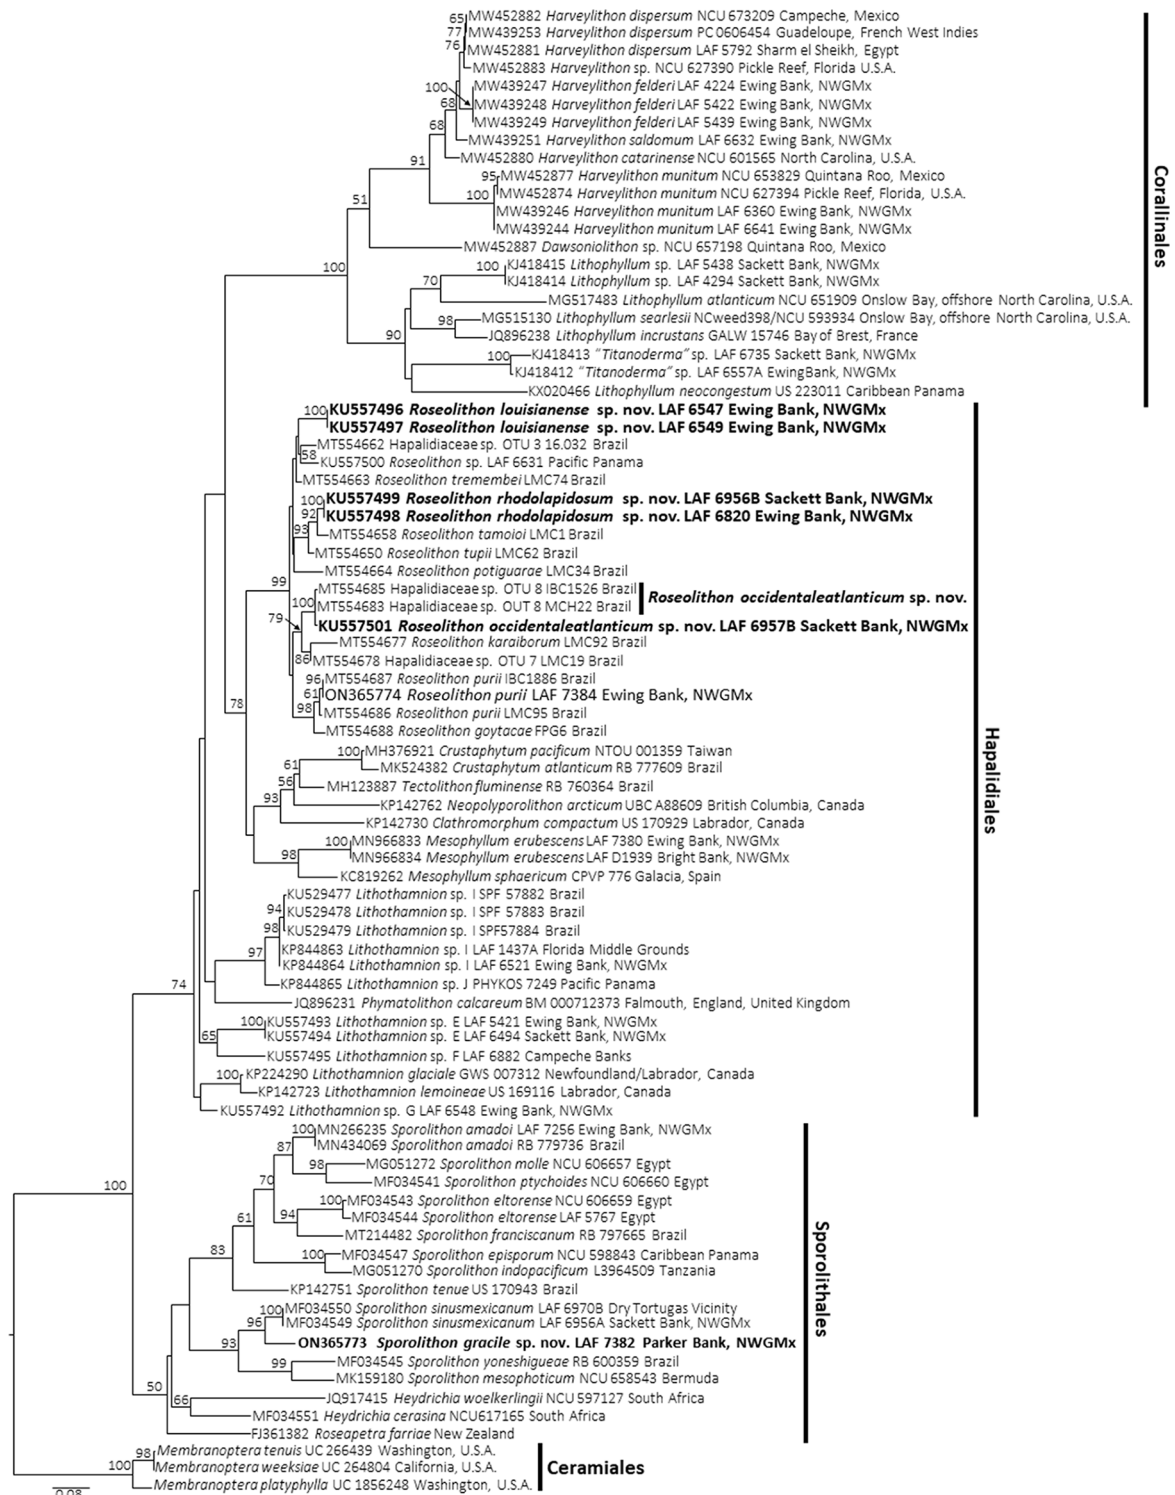 65 MW452882 Harveylithon dispersum NCU 673209 Campeche, Mexico
77 MW439253 Harveylithon dispersum PC 0606454 Guadeloupe, French West Indies
76 MW452881 Harveylithon dispersum LAF 5792 Sharm el Sheikh, Egypt
MW452883 Harveylithon sp. NCU 627390 Pickle Reef, Florida U.S.A.
100 MW439247 Harveylithon felderi LAF 4224 Ewing Bank, NWGMx
68 MW439248 Harveylithon felderi LAF 5422 Ewing Bank, NWGMx
68 MW439249 Harveylithon felderi LAF 5439 Ewing Bank, NWGMx
MW439251 Harveylithon saldomum LAF 6632 Ewing Bank, NWGMx
91 MW452880 Harveylithon catarinense NCU 601565 North Carolina, U.S.A.
95 MW452877 Harveylithon munitum NCU 653829 Quintana Roo, Mexico
100 MW452874 Harveylithon munitum NCU 627394 Pickle Reef, Florida, U.S.A.
51 MW439246 Harveylithon munitum LAF 6360 Ewing Bank, NWGMx
MW439244 Harveylithon munitum LAF 6641 Ewing Bank, NWGMx
MW452887 Dawsoniolithon sp. NCU 657198 Quintana Roo, Mexico
100 100 KJ418415 Lithophyllum sp. LAF 5438 Sackett Bank, NWGMx
70 KJ418414 Lithophyllum sp. LAF 4294 Sackett Bank, NWGMx
MG517483 Lithophyllum atlanticum NCU 651909 Onslow Bay, offshore North Carolina, U.S.A.
98 MG515130 Lithophyllum searlesii NCweed398/NCU 593934 Onslow Bay, offshore North Carolina, U.S.A.
90 JQ896238 Lithophyllum incrustans GALW 15746 Bay of Brest, France
100 KJ418413 "Titanoderma" sp. LAF 6735 Sackett Bank, NWGMx
KJ418412 "Titanoderma" sp. LAF 6557A EwingBank, NWGMx
KX020466 Lithophyllum neocongestum US 223011 Caribbean Panama
Corallinales
100 KU557496 Roseolithon louisianense sp. nov. LAF 6547 Ewing Bank, NWGMx
KU557497 Roseolithon louisianense sp. nov. LAF 6549 Ewing Bank, NWGMx
MT554662 Hapalidiaceae sp. OTU 3 16.032 Brazil
58 KU557500 Roseolithon sp. LAF 6631 Pacific Panama
MT554663 Roseolithon tremembei LMC74 Brazil
100 KU557499 Roseolithon rhodolapidosum sp. nov. LAF 6956B Sackett Bank, NWGMx
92 KU557498 Roseolithon rhodolapidosum sp. nov. LAF 6820 Ewing Bank, NWGMx
93 MT554658 Roseolithon tamoioi LMC1 Brazil
MT554650 Roseolithon tupii LMC62 Brazil
MT554664 Roseolithon potiguarae LMC34 Brazil
99 MT554685 Hapalidiaceae sp. OTU 8 IBC1526 Brazil
100 MT554683 Hapalidiaceae sp. OUT 8 MCH22 Brazil
Roseolithon occidentaleatlanticum sp. nov.
79 KU557501 Roseolithon occidentaleatlanticum sp. nov. LAF 6957B Sackett Bank, NWGMx
MT554677 Roseolithon karaiborum LMC92 Brazil
86 MT554678 Hapalidiaceae sp. OTU 7 LMC19 Brazil
96 MT554687 Roseolithon purii IBC1886 Brazil
61 ON365774 Roseolithon purii LAF 7384 Ewing Bank, NWGMx
78 98 MT554686 Roseolithon purii LMC95 Brazil
MT554688 Roseolithon goytacae FPG6 Brazil
100 MH376921 Crustaphytum pacificum NTOU 001359 Taiwan
61 MK524382 Crustaphytum atlanticum RB 777609 Brazil
56 MH123887 Tectolithon fluminense RB 760364 Brazil
93 KP142762 Neopolyporolithon arcticum UBC A88609 British Columbia, Canada
KP142730 Clathromorphum compactum US 170929 Labrador, Canada
100 MN966833 Mesophyllum erubescens LAF 7380 Ewing Bank, NWGMx
98 MN966834 Mesophyllum erubescens LAF D1939 Bright Bank, NWGMx
KC819262 Mesophyllum sphaericum CPVP 776 Galacia, Spain
KU529477 Lithothamnion sp. I SPF 57882 Brazil
94 KU529478 Lithothamnion sp. I SPF 57883 Brazil
98 KU529479 Lithothamnion sp. I SPF57884 Brazil
97 KP844863 Lithothamnion sp. I LAF 1437A Florida Middle Grounds
KP844864 Lithothamnion sp. I LAF 6521 Ewing Bank, NWGMx
74 KP844865 Lithothamnion sp. J PHYKOS 7249 Pacific Panama
JQ896231 Phymatolithon calcareum BM 000712373 Falmouth, England, United Kingdom
100 KU557493 Lithothamnion sp. E LAF 5421 Ewing Bank, NWGMx
65 KU557494 Lithothamnion sp. E LAF 6494 Sackett Bank, NWGMx
KU557495 Lithothamnion sp. F LAF 6882 Campeche Banks
100 KP224290 Lithothamnion glaciale GWS 007312 Newfoundland/Labrador, Canada
KP142723 Lithothamnion lemoineae US 169116 Labrador, Canada
KU557492 Lithothamnion sp. G LAF 6548 Ewing Bank, NWGMx
Hapalidiales
100 MN266235 Sporolithon amadoi LAF 7256 Ewing Bank, NWGMx
87 MN434069 Sporolithon amadoi RB 779736 Brazil
98 MG051272 Sporolithon molle NCU 606657 Egypt
70 MF034541 Sporolithon ptychoides NCU 606660 Egypt
100 100 MF034543 Sporolithon eltorense NCU 606659 Egypt
61 94 MF034544 Sporolithon eltorense LAF 5767 Egypt
MT214482 Sporolithon franciscanum RB 797665 Brazil
83 100 MF034547 Sporolithon episporum NCU 598843 Caribbean Panama
MG051270 Sporolithon indopacificum L3964509 Tanzania
KP142751 Sporolithon tenue US 170943 Brazil
100 MF034550 Sporolithon sinusmexicanum LAF 6970B Dry Tortugas Vicinity
96 MF034549 Sporolithon sinusmexicanum LAF 6956A Sackett Bank, NWGMx
93 ON365773 Sporolithon gracile sp. nov. LAF 7382 Parker Bank, NWGMx
99 MF034545 Sporolithon yoneshigueae RB 600359 Brazil
MK159180 Sporolithon mesophoticum NCU 658543 Bermuda
50 66 JQ917415 Heydrichia woelkerlingii NCU 597127 South Africa
MF034551 Heydrichia cerasina NCU617165 South Africa
FJ361382 Roseapetra farriae New Zealand
Sporolithales
98 Membranoptera tenuis UC 266439 Washington, U.S.A.
100 Membranoptera weeksiae UC 264804 California, U.S.A.
Membranoptera platyphylla UC 1856248 Washington, U.S.A.
Ceramiales
0.08